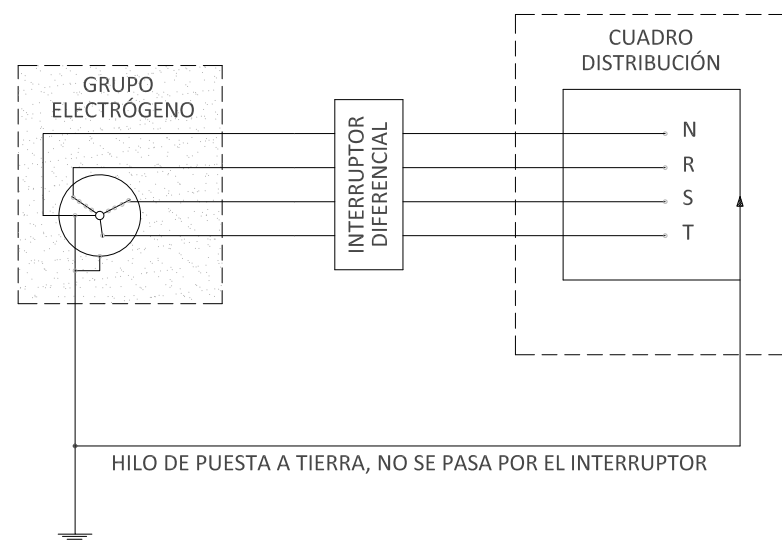 CUADRO
DISTRIBUCIÓN
GRUPO
ELECTRÓGENO
INTERRUPTOR
DIFERENCIAL
N
R
S
T
HILO DE PUESTA A TIERRA, NO SE PASA POR EL INTERRUPTOR